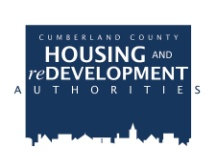 CUMBERLAND COUNTY
HOUSING AND
reDEVELOPMENT
AUTHORITIES